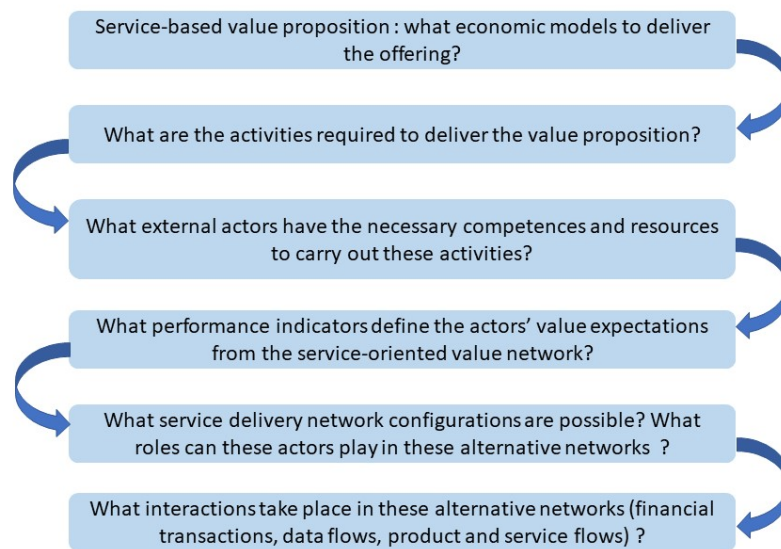 Service-based value proposition : what economic models to deliver
the offering?
What are the activities required to deliver the value proposition?
What external actors have the necessary competences and resources
to carry out these activities?
What performance indicators define the actors’ value expectations
from the service-oriented value network?
What service delivery network configurations are possible? What
roles can these actors play in these alternative networks ?
What interactions take place in these alternative networks (financial
transactions, data flows, product and service flows) ?